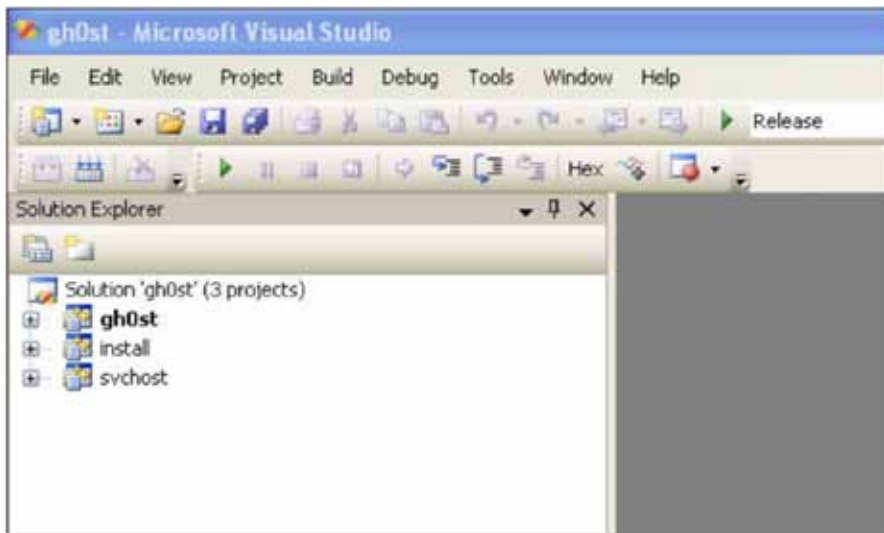 gh0st - Microsoft Visual Studio
File Edit View Project Build Debug Tools Window Help
Release
Hex
Solution Explorer
Solution 'gh0st' (3 projects)
gh0st
install
svchost